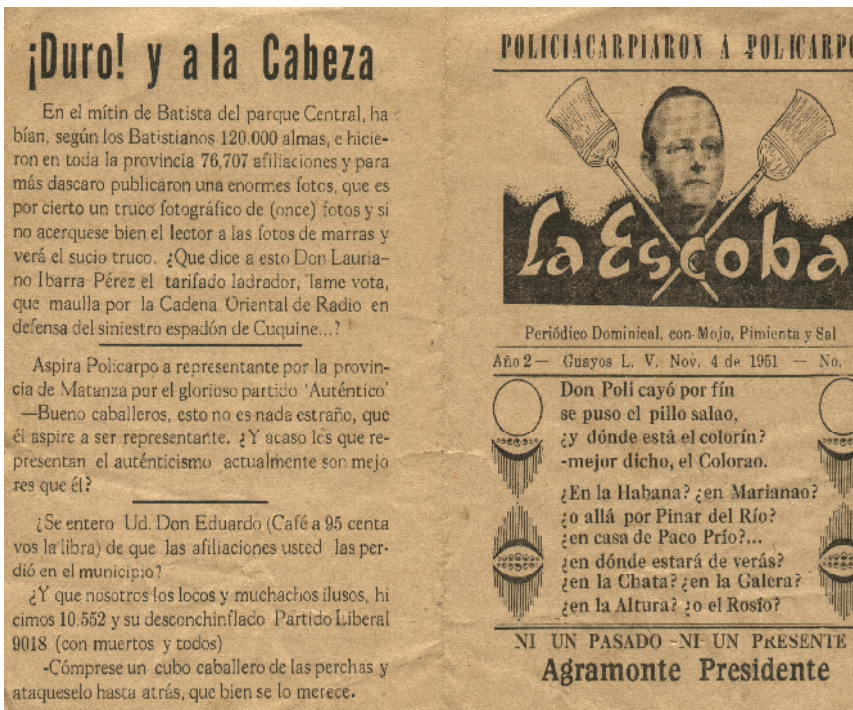 ¡Duro! y a la Cabeza
En el mítin de Batista del parque Central, ha
bían, según los Batistianos 120.000 almas, e hicie-
ron en toda la provincia 76,707 afiliaciones y para
más dascaro publicaron una enormes fotos, que es
por cierto un truco fotográfico de (once) fotos y si
no acerquese bien el lector a las fotos de marras y
verá el sucio truco. ¿Que dice a esto Don Lauria-
no Ibarra Pérez el tarifado ladrador, lame vota,
que maulla por la Cadena Oriental de Radio en
defensa del siniestro espadón de Cuquine...?
Aspira Policarpo a representante por la provin-
cia de Matanza por el glorioso partido 'Auténtico'
—Bueno caballeros, esto no es nada estraño, que
él aspire a ser representante. ¿Y acaso los que re-
presentan el auténticismo actualmente son mejo
res que él?
¿Se entero Ud. Don Eduardo (Café a 95 centa
vos la libra) de que las afiliaciones usted las per-
dió en el municipio?
¿Y que nosotros los locos y muchachos ilusos, hi
cimos 10.552 y su desconchinflado Partido Liberal
9018 (con muertos y todos)
-Cómprese un cubo caballero de las perchas y
ataqueselo hasta atrás, que bien se lo merece.
POLICIACARPIARON A POLICARPO
La Escoba
Periódico Dominical, con Mojo, Pimienta y Sal
Año 2 — Guayos L. V. Nov. 4 de 1951 — No.
Don Poli cayó por fín
se puso el pillo salao,
¿y dónde está el colorín?
-mejor dicho, el Colorao.
¿En la Habana? ¿en Marianao?
¿o allá por Pinar del Río?
¿en casa de Paco Prío?...
¿en dónde estará de verás?
¿en la Chata? ¿en la Galera?
¿en la Altura? ¿o el Rosío?
NI UN PASADO - NI UN PRESENTE
Agramonte Presidente